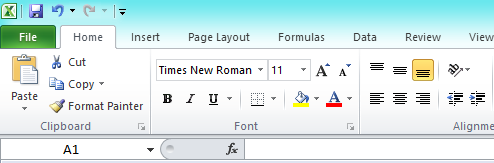 File Home Insert Page Layout Formulas Data Review View
Cut
Times New Roman 11 A A
Copy
Paste
Format Painter
B I U A
Clipboard Font Alignme
A1 fx